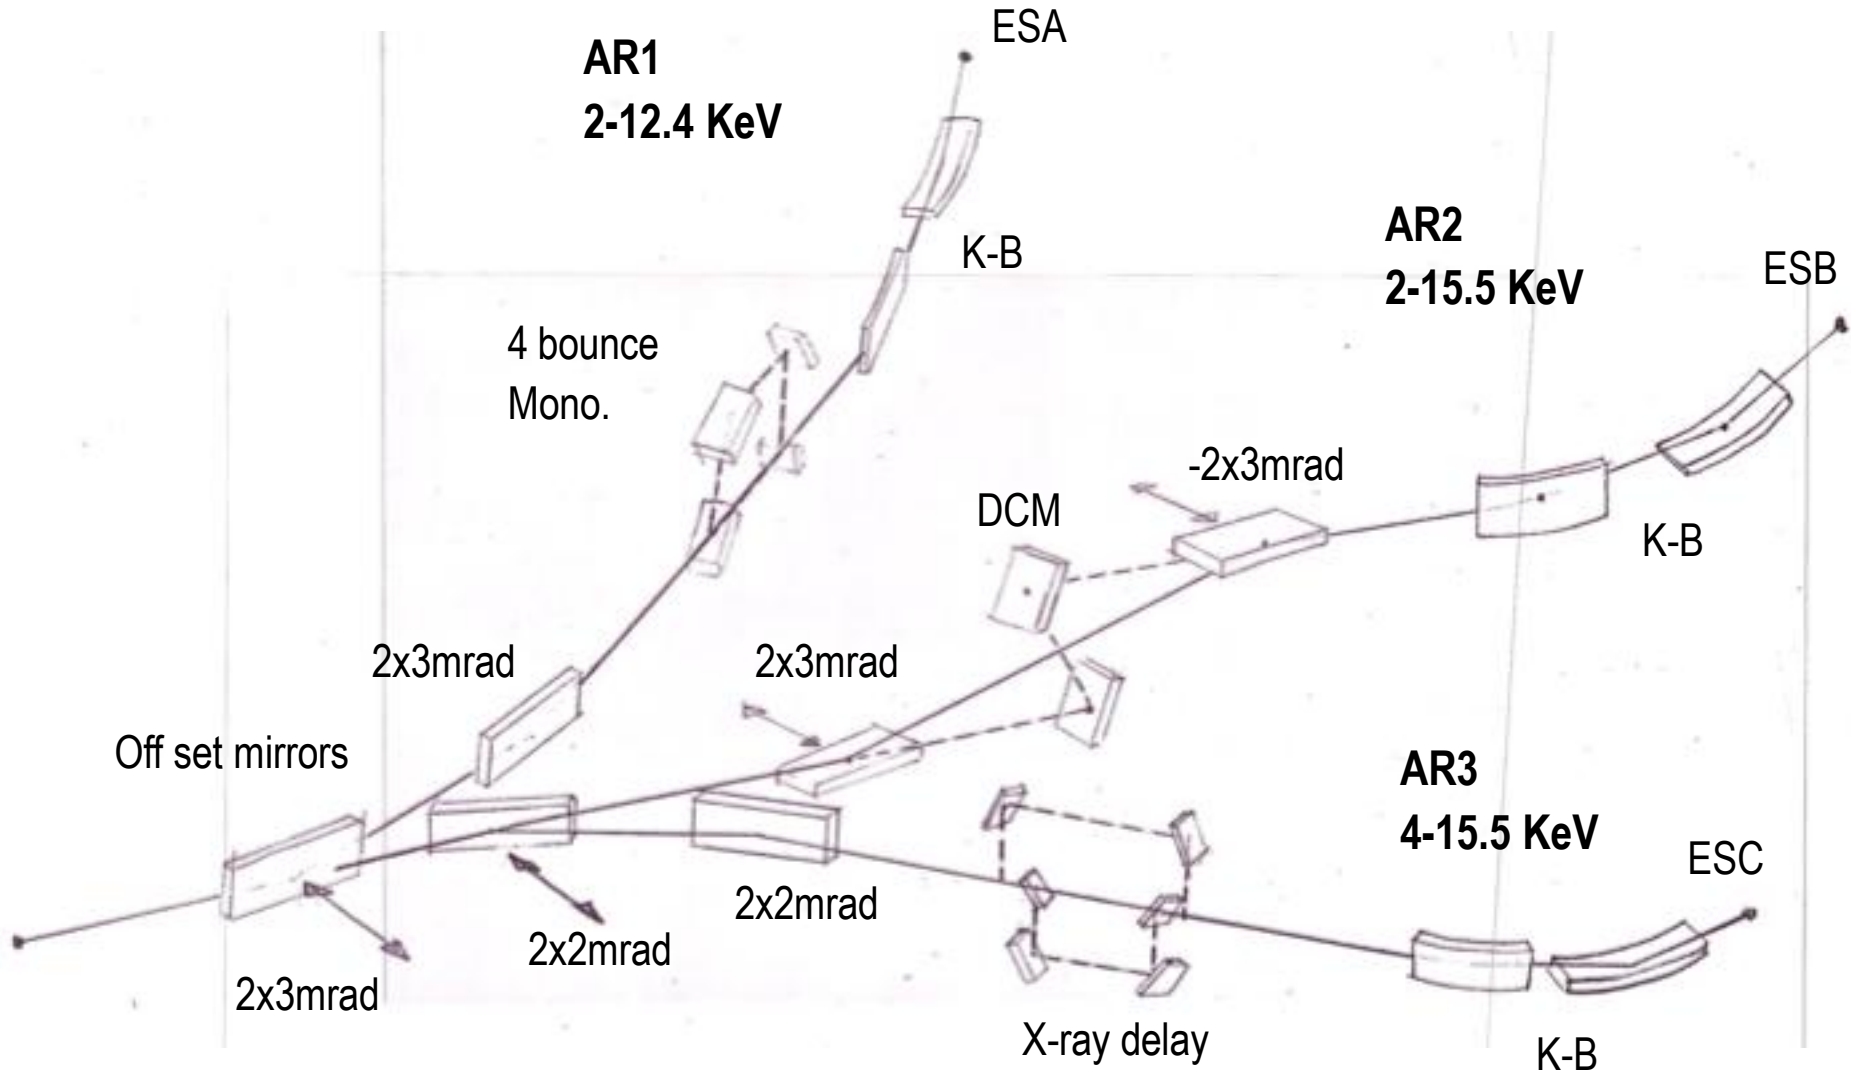 ESA
AR1
2-12.4 KeV
AR2
2-15.5 KeV
K-B
ESB
4 bounce
Mono.
-2x3mrad
DCM
K-B
2x3mrad
2x3mrad
Off set mirrors
AR3
4-15.5 KeV
ESC
2x2mrad
2x2mrad
2x3mrad
X-ray delay
K-B